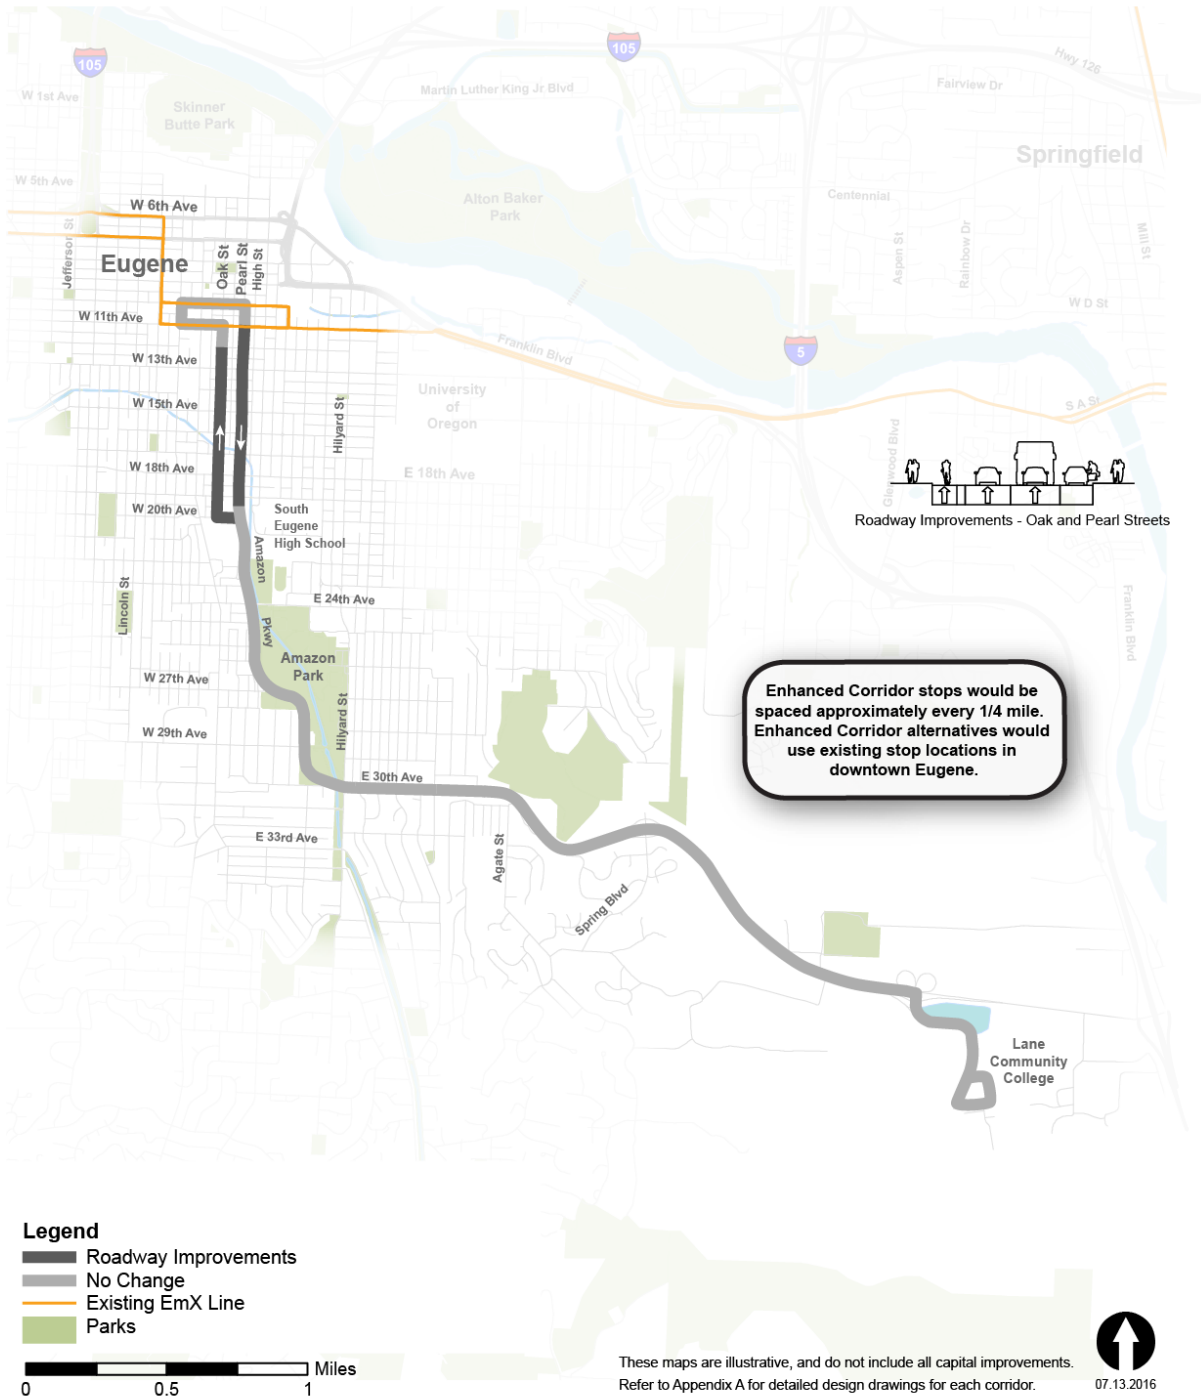 105
105
Hwy 126
W 1st Ave
Martin Luther King Jr Blvd
Fairview Dr
Skinner
Butte Park
Springfield
W 5th Ave
Alton Baker
Park
Centennial
W 6th Ave
Jefferson St
Oak St
Pearl St
High St
Aspen St
Rainbow Dr
Mill St
Eugene
W D St
W 11th Ave
Franklin Blvd
5
W 13th Ave
University
of
Oregon
W 15th Ave
Hilyard St
S A St
W 18th Ave
E 18th Ave
Glenwood Blvd
W 20th Ave
South
Eugene
High School
Roadway Improvements - Oak and Pearl Streets
Amazon
Pkwy
Lincoln St
E 24th Ave
Franklin Blvd
Amazon
Park
W 27th Ave
Hilyard St
W 29th Ave
Enhanced Corridor stops would be
spaced approximately every 1/4 mile.
Enhanced Corridor alternatives would
use existing stop locations in
downtown Eugene.
E 30th Ave
E 33rd Ave
Agate St
Spring Blvd
Lane
Community
College
Legend
Roadway Improvements
No Change
Existing EmX Line
Parks
Miles
0 0.5 1
These maps are illustrative, and do not include all capital improvements.
Refer to Appendix A for detailed design drawings for each corridor.
07.13.2016